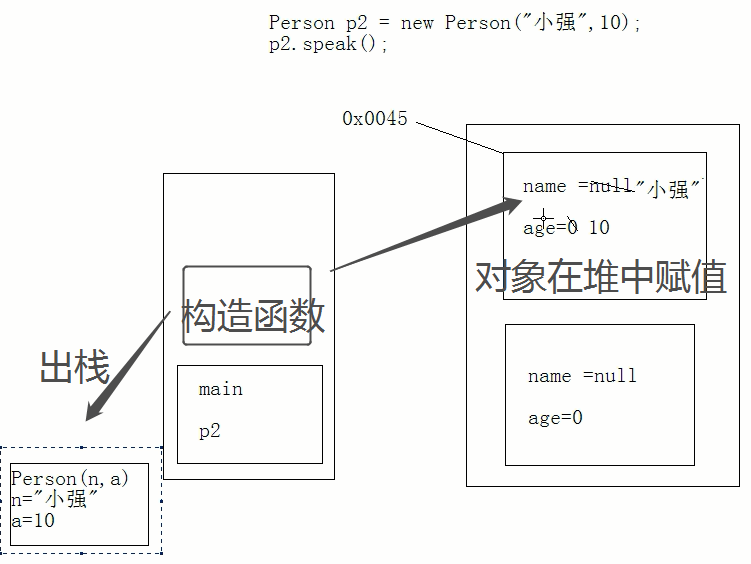 Person p2 = new Person("小强",10);
p2.speak();
0x0045
name =null"小强"
age=0 10
对象在堆中赋值
构造函数
出栈
main
p2
name =null
age=0
Person(n,a)
n="小强"
a=10